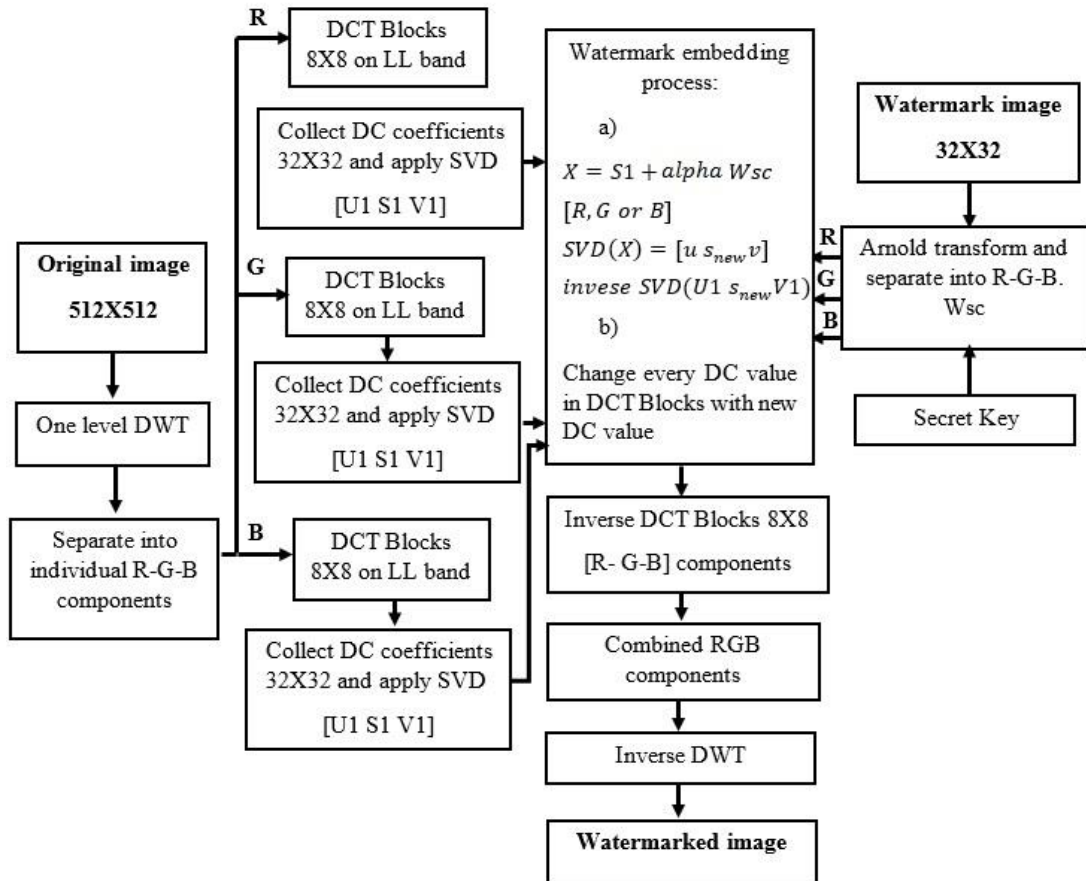 R
DCT Blocks
8X8 on LL band
Collect DC coefficients
32X32 and apply SVD
[U1 S1 V1]
Original image
512X512
One level DWT
Separate into
individual R-G-B
components
G
DCT Blocks
8X8 on LL band
Collect DC coefficients
32X32 and apply SVD
[U1 S1 V1]
B
DCT Blocks
8X8 on LL band
Collect DC coefficients
32X32 and apply SVD
[U1 S1 V1]
Watermark embedding
process:
a)
X = S1 + alpha Wsc
[R, G or B]
SVD(X) = [u s_new v]
invese SVD(U1 s_new V1)
b)
Change every DC value
in DCT Blocks with new
DC value
Watermark image
32X32
R
G
B
Arnold transform and
separate into R-G-B.
Wsc
Secret Key
Inverse DCT Blocks 8X8
[R- G-B] components
Combined RGB
components
Inverse DWT
Watermarked image